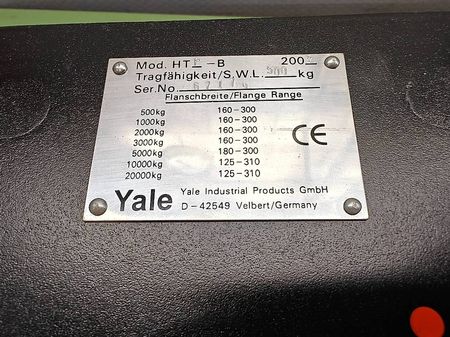 Mod. HT -B 200
Tragfähigkeit/S.W.L. 500 kg
Ser.No.
Flanschbreite/Flange Range
500kg 160-300
1000kg 160-300
2000kg 160-300
3000kg 160-300
5000kg 180-300
10000kg 125-310
20000kg 125-310
CE
Yale Yale Industrial Products GmbH
D-42549 Velbert/Germany